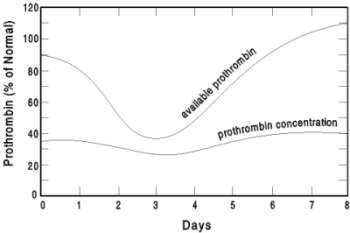 120
100
80
60
40
20
0
Prothrombin (% of Normal)
available prothrombin
prothrombin concentration
0 1 2 3 4 5 6 7 8
Days